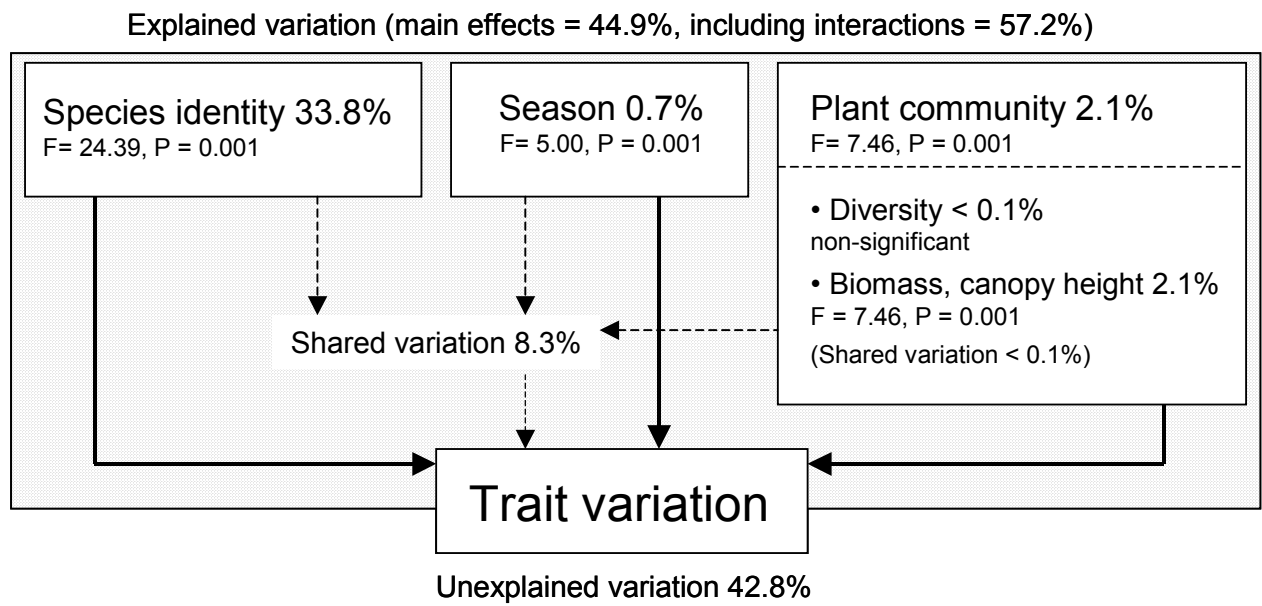 Explained variation (main effects = 44.9%, including interactions = 57.2%)
Species identity 33.8%
F= 24.39, P = 0.001
Season 0.7%
F= 5.00, P = 0.001
Plant community 2.1%
F= 7.46, P = 0.001
• Diversity < 0.1%
non-significant
• Biomass, canopy height 2.1%
F = 7.46, P = 0.001
(Shared variation < 0.1%)
Shared variation 8.3%
Trait variation
Unexplained variation 42.8%